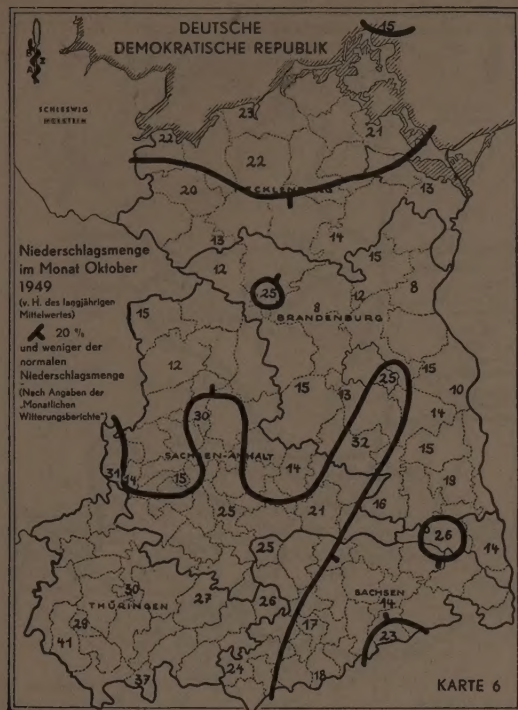 DEUTSCHE
DEMOKRATISCHE REPUBLIK
15
SCHLESWIG
HOLSTEIN
23
21
22
22
20
MECKLENBURG
13
13
14
15
12
25
8
12
8
BRANDENBURG
Niederschlagsmenge
im Monat Oktober
1949
(v. H. des langjährigen
Mittelwertes)
20 %
und weniger der
normalen
Niederschlagsmenge
(Nach Angaben der
„Monatlichen
Witterungsberichte")
15
12
15
13
25
15
10
30
14
SACHSEN-ANHALT
32
15
31
14
15
14
19
25
21
16
25
26
14
30
27
26
SACHSEN
14
THÜRINGEN
29
17
23
41
24
37
18
KARTE 6